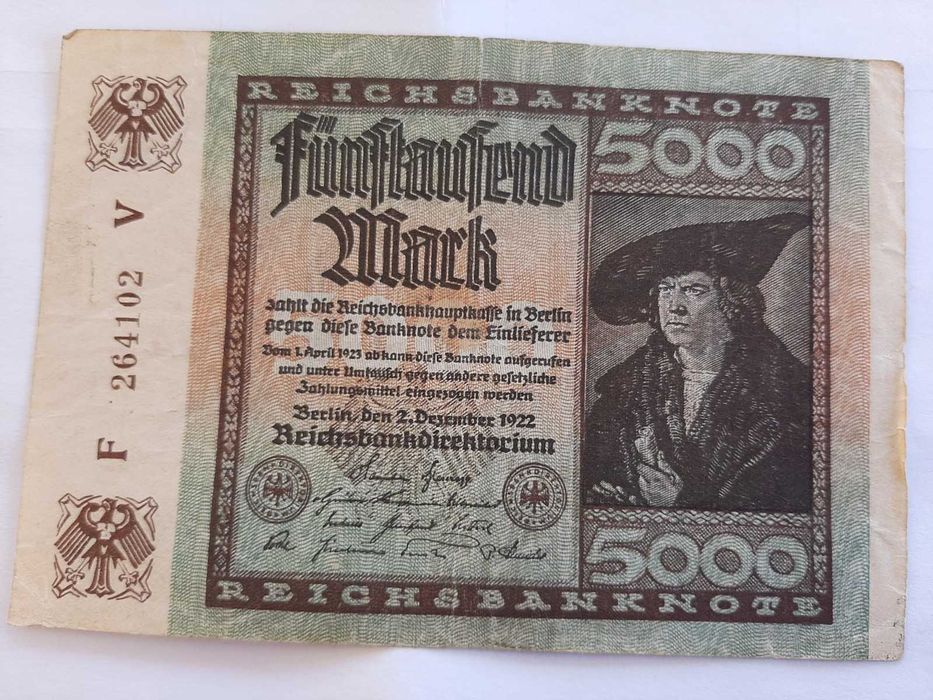 REICHSBANKNOTE
Fünftausend
Mark
5000
zahlt die Reichsbankhauptkasse in Berlin
gegen diese Banknote dem Einlieferer
Vom 1. April 1923 ab kann diese Banknote aufgerufen
und unter Umtausch gegen andere gesetzliche
Zahlungsmittel eingezogen werden
Berlin, den 2. Dezember 1922
Reichsbankdirektorium
5000
REICHSBANKNOTE
F 264102 V